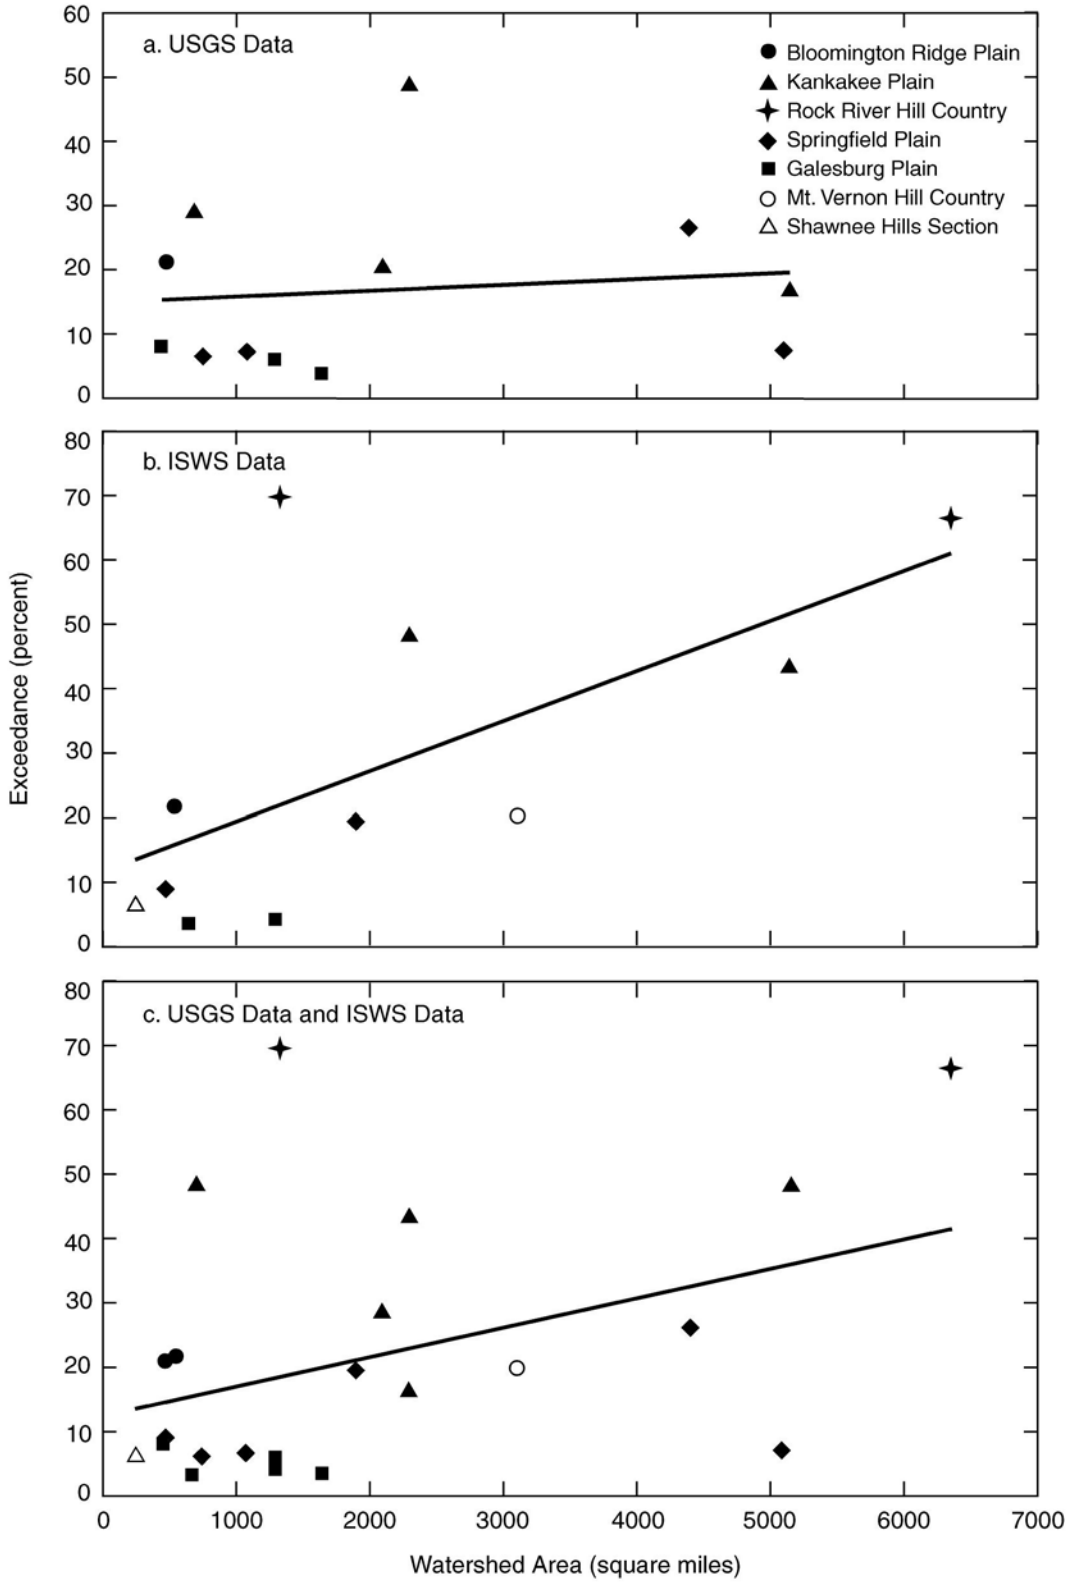 60
50
40
30
20
10
0
a. USGS Data
Bloomington Ridge Plain
Kankakee Plain
Rock River Hill Country
Springfield Plain
Galesburg Plain
Mt. Vernon Hill Country
Shawnee Hills Section
80
70
60
50
40
30
20
10
0
b. ISWS Data
Exceedance (percent)
80
70
60
50
40
30
20
10
0
c. USGS Data and ISWS Data
0 1000 2000 3000 4000 5000 6000 7000
Watershed Area (square miles)